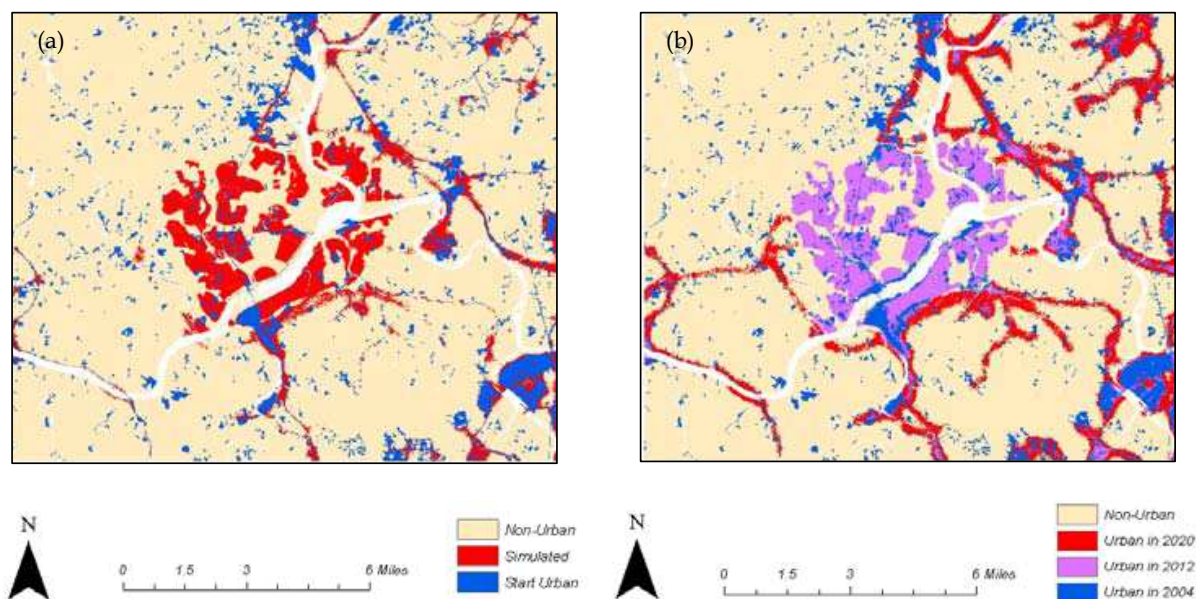 (a)
(b)
N
0 1.5 3 6 Miles
Non-Urban
Simulated
Start Urban
N
0 1.5 3 6 Miles
Non-Urban
Urban in 2020
Urban in 2012
Urban in 2004